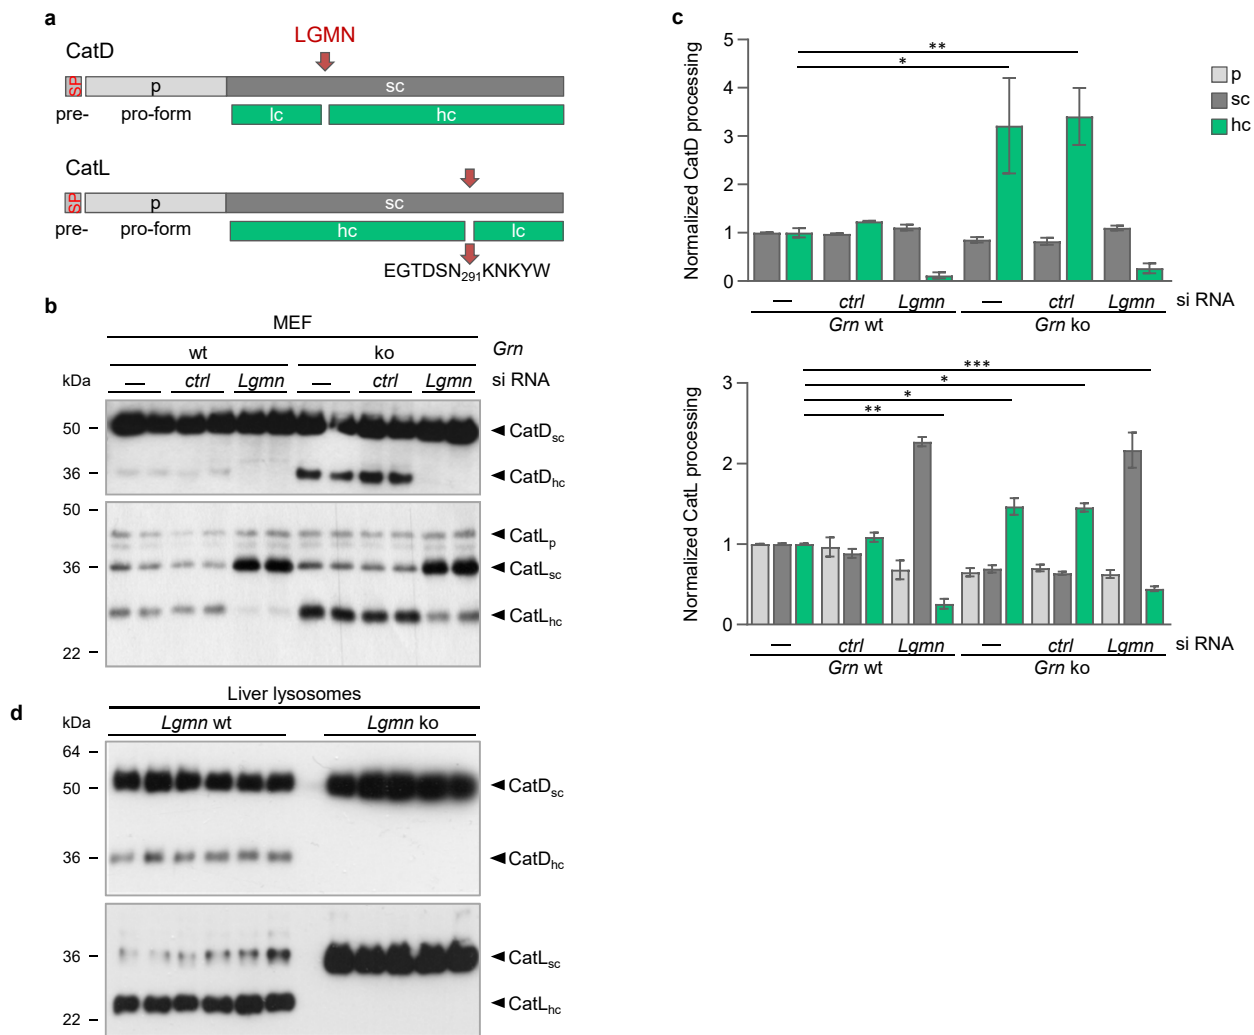 a
LGMN
CatD
SP
p
sc
pre-
pro-form
lc
hc
CatL
SP
p
sc
pre-
pro-form
hc
lc
EGTDSN291KNKYW
b
MEF
wt
ko
Grn
kDa
—
ctrl
Lgmn
—
ctrl
Lgmn
si RNA
50
CatDsc
36
CatDhc
50
CatLp
36
CatLsc
CatLhc
22
d
Liver lysosomes
kDa
Lgmn wt
Lgmn ko
64
50
CatDsc
36
CatDhc
36
CatLsc
CatLhc
22
c
Normalized CatD processing
5
4
3
2
1
0
**
*
p
sc
hc
—
ctrl
Lgmn
—
ctrl
Lgmn
si RNA
Grn wt
Grn ko
Normalized CatL processing
3
2
1
0
***
*
*
**
—
ctrl
Lgmn
—
ctrl
Lgmn
si RNA
Grn wt
Grn ko